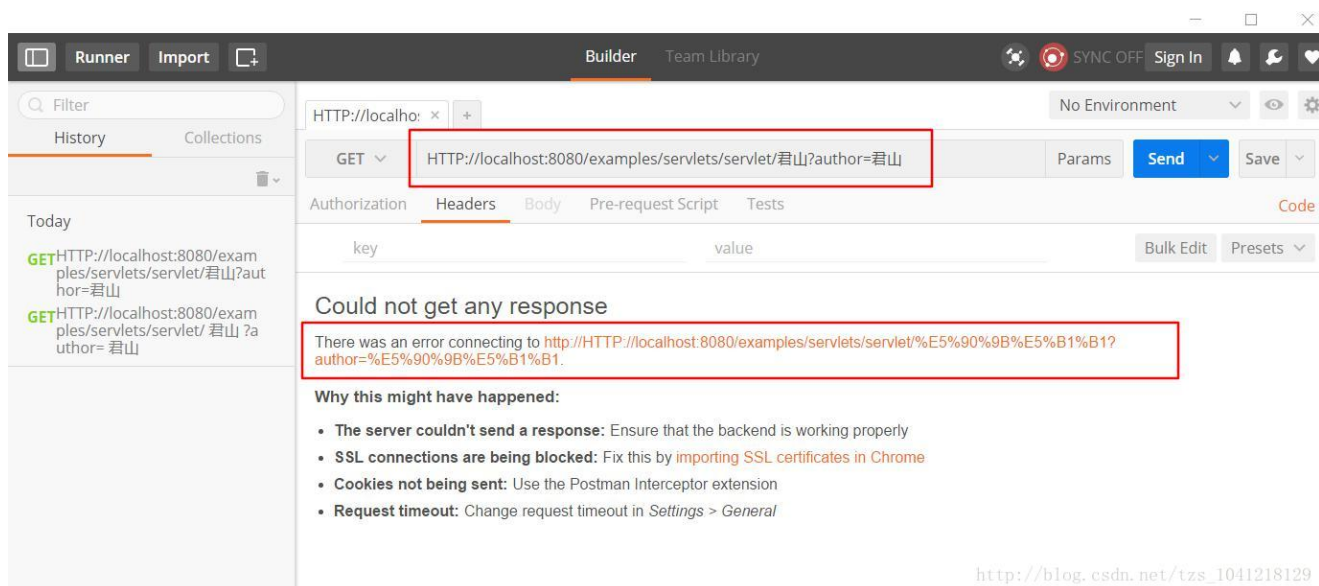 Runner Import
Builder Team Library
SYNC OFF Sign In
Filter
History Collections
Today
GET HTTP://localhost:8080/exam
ples/servlets/servlet/君山?aut
hor=君山
GET HTTP://localhost:8080/exam
ples/servlets/servlet/ 君山 ?a
uthor= 君山
HTTP://localho: × +
No Environment
GET HTTP://localhost:8080/examples/servlets/servlet/君山?author=君山 Params Send Save
Authorization Headers Body Pre-request Script Tests Code
key value Bulk Edit Presets
Could not get any response
There was an error connecting to http://HTTP://localhost:8080/examples/servlets/servlet/%E5%90%9B%E5%B1%B1?
author=%E5%90%9B%E5%B1%B1.
Why this might have happened:
• The server couldn't send a response: Ensure that the backend is working properly
• SSL connections are being blocked: Fix this by importing SSL certificates in Chrome
• Cookies not being sent: Use the Postman Interceptor extension
• Request timeout: Change request timeout in Settings > General
http://blog.csdn.net/tzs_1041218129